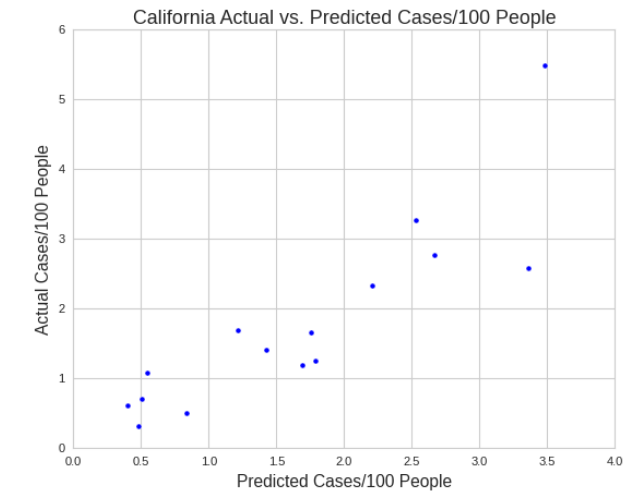 California Actual vs. Predicted Cases/100 People
6
5
4
3
2
1
0
Actual Cases/100 People
0.0 0.5 1.0 1.5 2.0 2.5 3.0 3.5 4.0
Predicted Cases/100 People